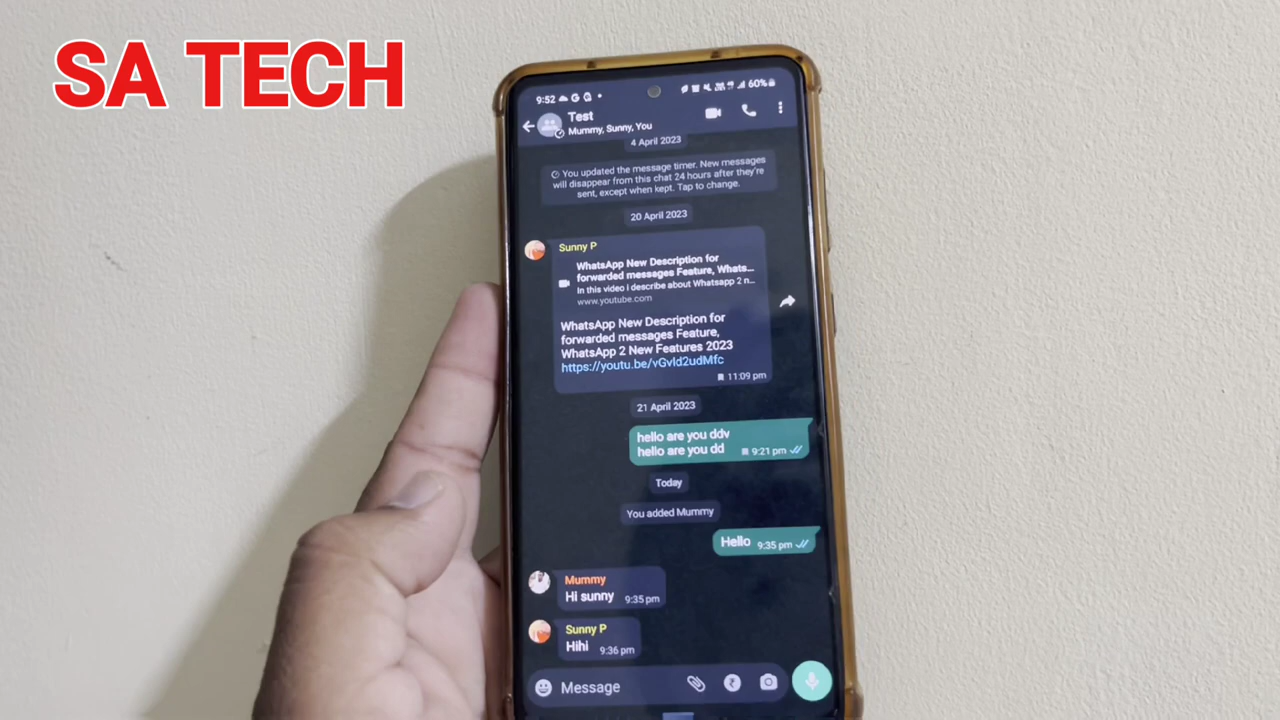 SA TECH
9:52
60%
Test
Mummy, Sunny, You
4 April 2023
You updated the message timer. New messages
will disappear from this chat 24 hours after they're
sent, except when kept. Tap to change.
20 April 2023
Sunny P
WhatsApp New Description for
forwarded messages Feature, Whats...
In this video i describe about Whatsapp 2 n...
www.youtube.com
WhatsApp New Description for
forwarded messages Feature,
WhatsApp 2 New Features 2023
https://youtu.be/vGvld2udMfc
11:09 pm
21 April 2023
hello are you ddv
hello are you dd 9:21 pm
Today
You added Mummy
Hello 9:35 pm
Mummy
Hi sunny 9:35 pm
Sunny P
Hihi 9:36 pm
Message